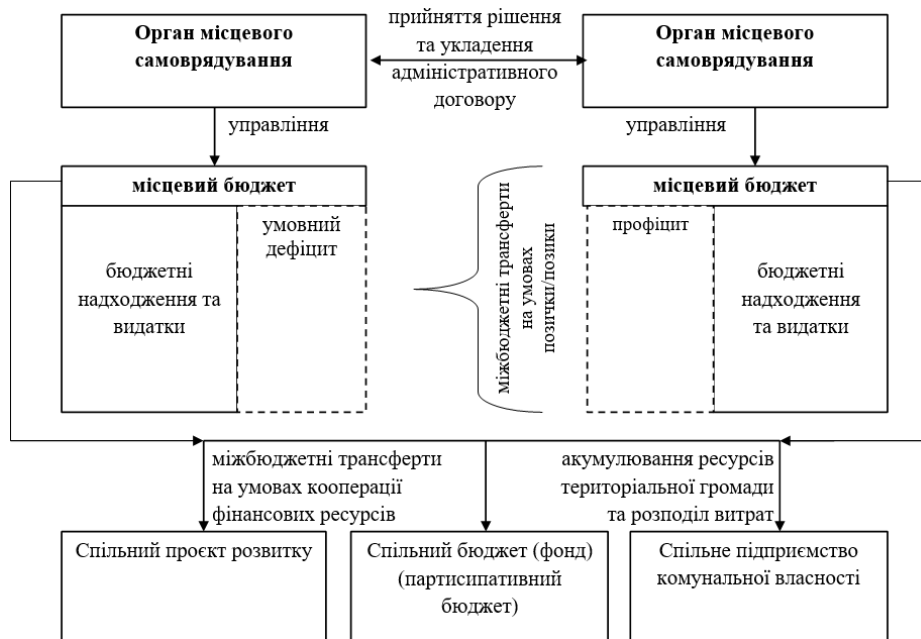 Орган місцевого
самоврядування
прийняття рішення
та укладення
адміністративного
договору
Орган місцевого
самоврядування
управління
управління
місцевий бюджет
місцевий бюджет
бюджетні
надходження та
видатки
умовний
дефіцит
міжбюджетні трансферти
на умовах
позички/позики
профіцит
бюджетні
надходження
та видатки
міжбюджетні трансферти
на умовах кооперації
фінансових ресурсів
акумулювання ресурсів
територіальної громади
та розподіл витрат
Спільний проєкт розвитку
Спільний бюджет (фонд)
(партисипативний
бюджет)
Спільне підприємство
комунальної власності